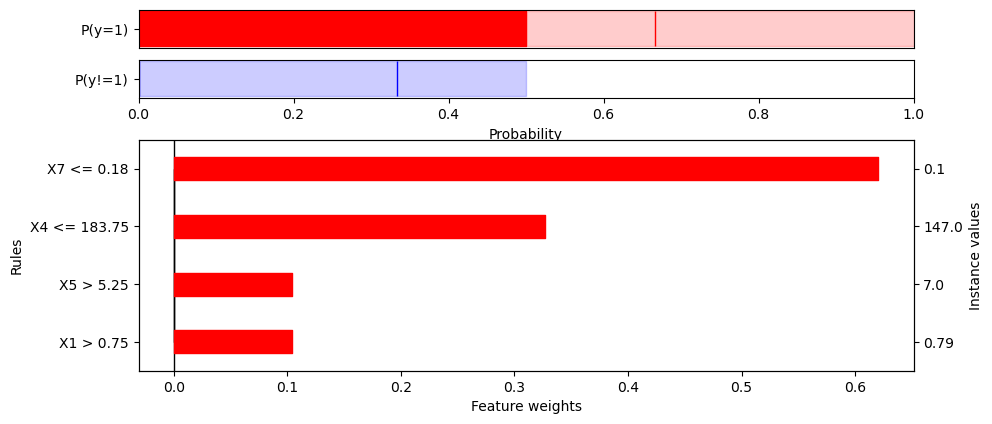 P(y=1)
P(y!=1)
0.0 0.2 0.4 0.6 0.8 1.0
Probability
X7 <= 0.18 0.1
X4 <= 183.75 147.0
X5 > 5.25 7.0
X1 > 0.75 0.79
Rules
Instance values
0.0 0.1 0.2 0.3 0.4 0.5 0.6
Feature weights